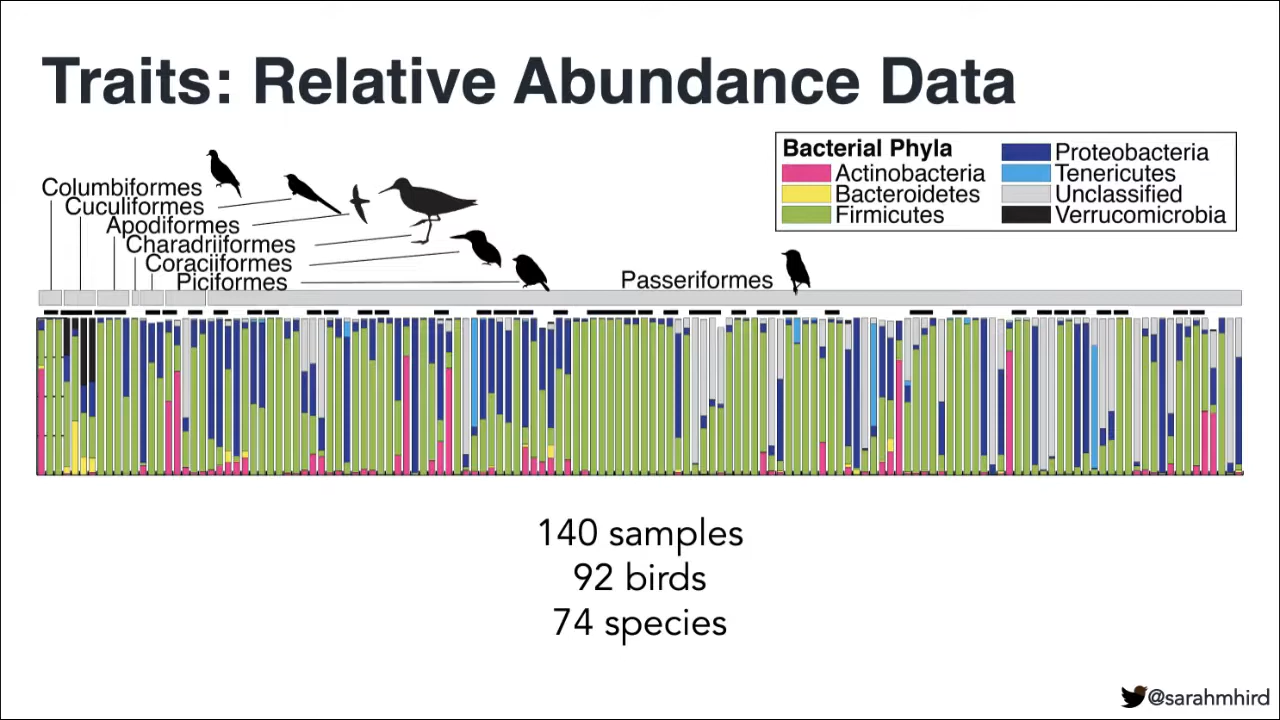 Traits: Relative Abundance Data
Columbiformes
Cuculiformes
Apodiformes
Charadriiformes
Coraciiformes
Piciformes
Passeriformes
Bacterial Phyla
Actinobacteria
Bacteroidetes
Firmicutes
Proteobacteria
Tenericutes
Unclassified
Verrucomicrobia
140 samples
92 birds
74 species
@sarahmhird